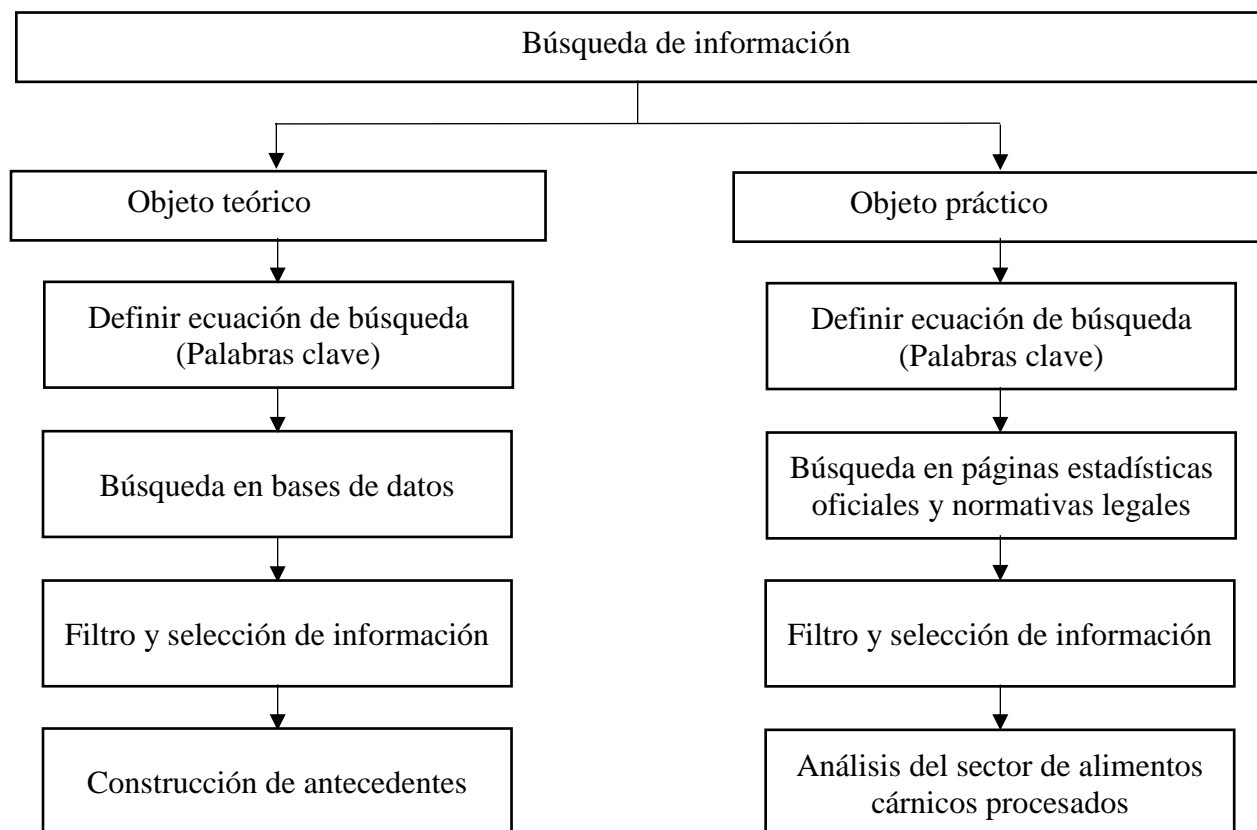 Búsqueda de información
Objeto teórico
Definir ecuación de búsqueda
(Palabras clave)
Búsqueda en bases de datos
Filtro y selección de información
Construcción de antecedentes
Objeto práctico
Definir ecuación de búsqueda
(Palabras clave)
Búsqueda en páginas estadísticas
oficiales y normativas legales
Filtro y selección de información
Análisis del sector de alimentos
cárnicos procesados